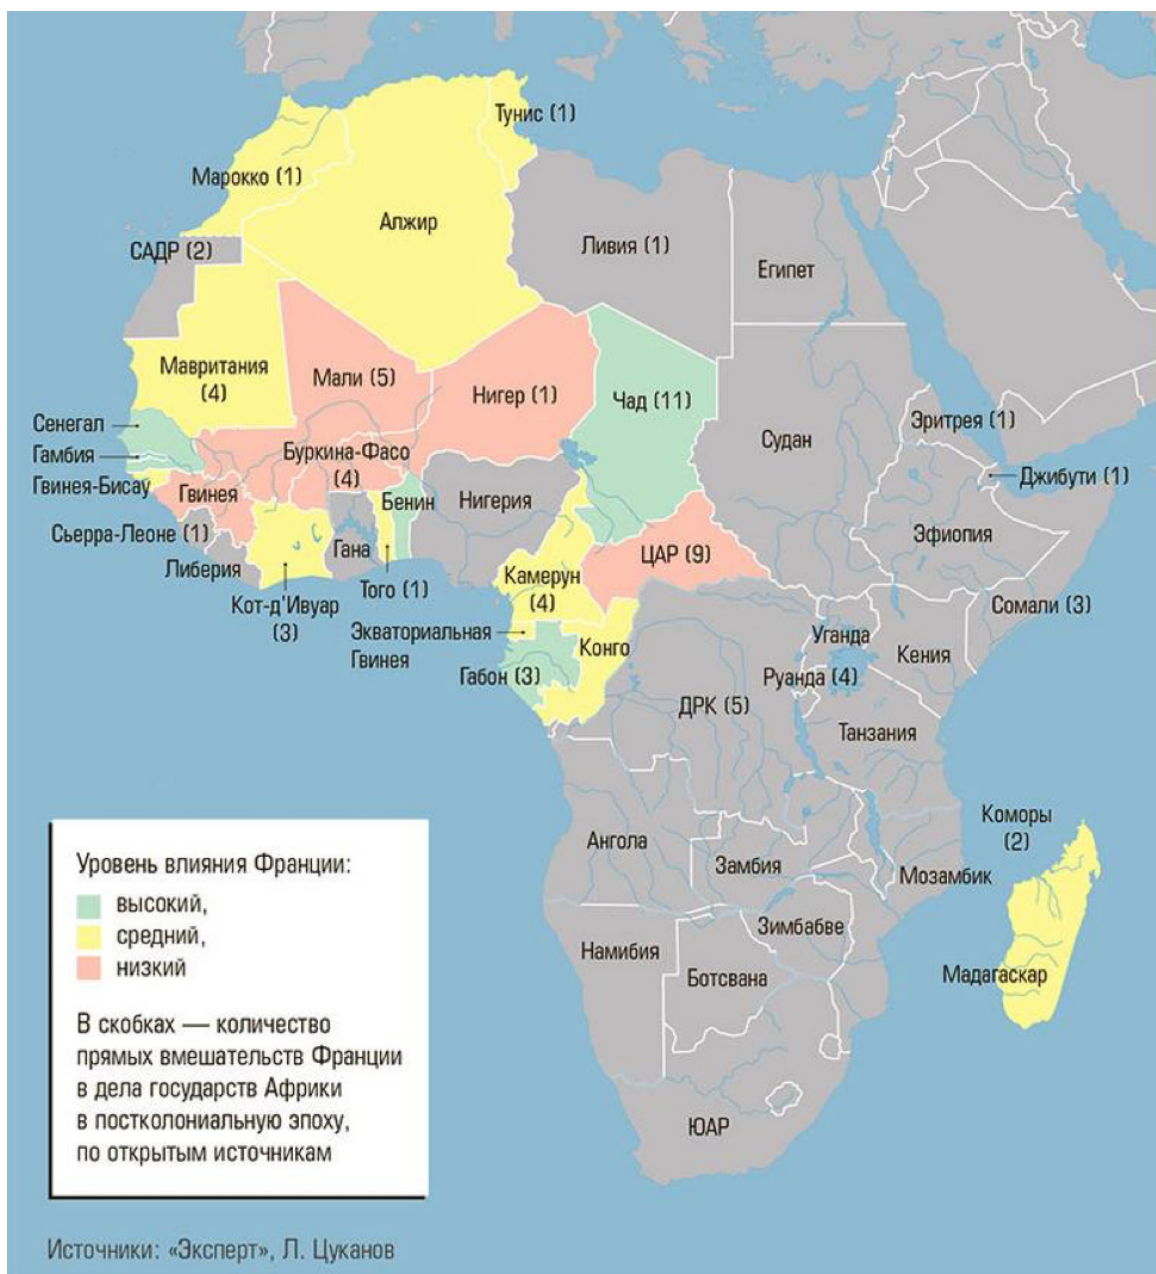 Тунис (1)
Марокко (1)
Алжир
САДР (2)
Ливия (1)
Египет
Мавритания
(4)
Мали (5)
Нигер (1)
Чад (11)
Сенегал
Гамбия
Гвинея-Бисау
Буркина-Фасо
(4)
Судан
Эритрея (1)
Джибути (1)
Гвинея
Бенин
Нигерия
Сьерра-Леоне (1)
Либерия
Гана
ЦАР (9)
Эфиопия
Кот-д'Ивуар
(3)
Того (1)
Камерун
(4)
Сомали (3)
Экваториальная
Гвинея
Конго
Уганда
Кения
Габон (3)
Руанда (4)
ДРК (5)
Танзания
Коморы
(2)
Ангола
Замбия
Мозамбик
Зимбабве
Намибия
Ботсвана
Мадагаскар
ЮАР
Уровень влияния Франции:
высокий,
средний,
низкий
В скобках — количество
прямых вмешательств Франции
в дела государств Африки
в постколониальную эпоху,
по открытым источникам
Источники: «Эксперт», Л. Цуканов